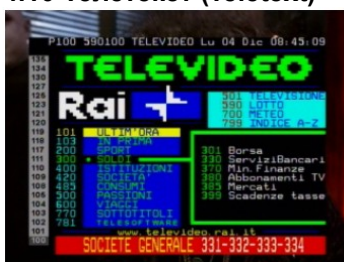 P100 590100 TELEVIDEO Lu 04 Dic 08:45:09
TELEVIDEO
Rai
501 TELEVISIONE
590 LOTTO
700 METEO
799 INDICE A-Z
101 ULTIM'ORA
103 IN PRIMA
200 SPORT
300 SOLDI
400 ISTITUZIONI
420 SOCIETA'
485 CONSUMI
500 PASSIONI
600 VIAGGI
770 SOTTOTITOLI
781 TELESOFTWARE
301 Borsa
330 ServiziBancari
370 Min.Finanze
380 Abbonamenti TV
385 Mercati
399 Scadenze tasse
www.televideo.rai.it
SOCIETE GENERALE 331-332-333-334